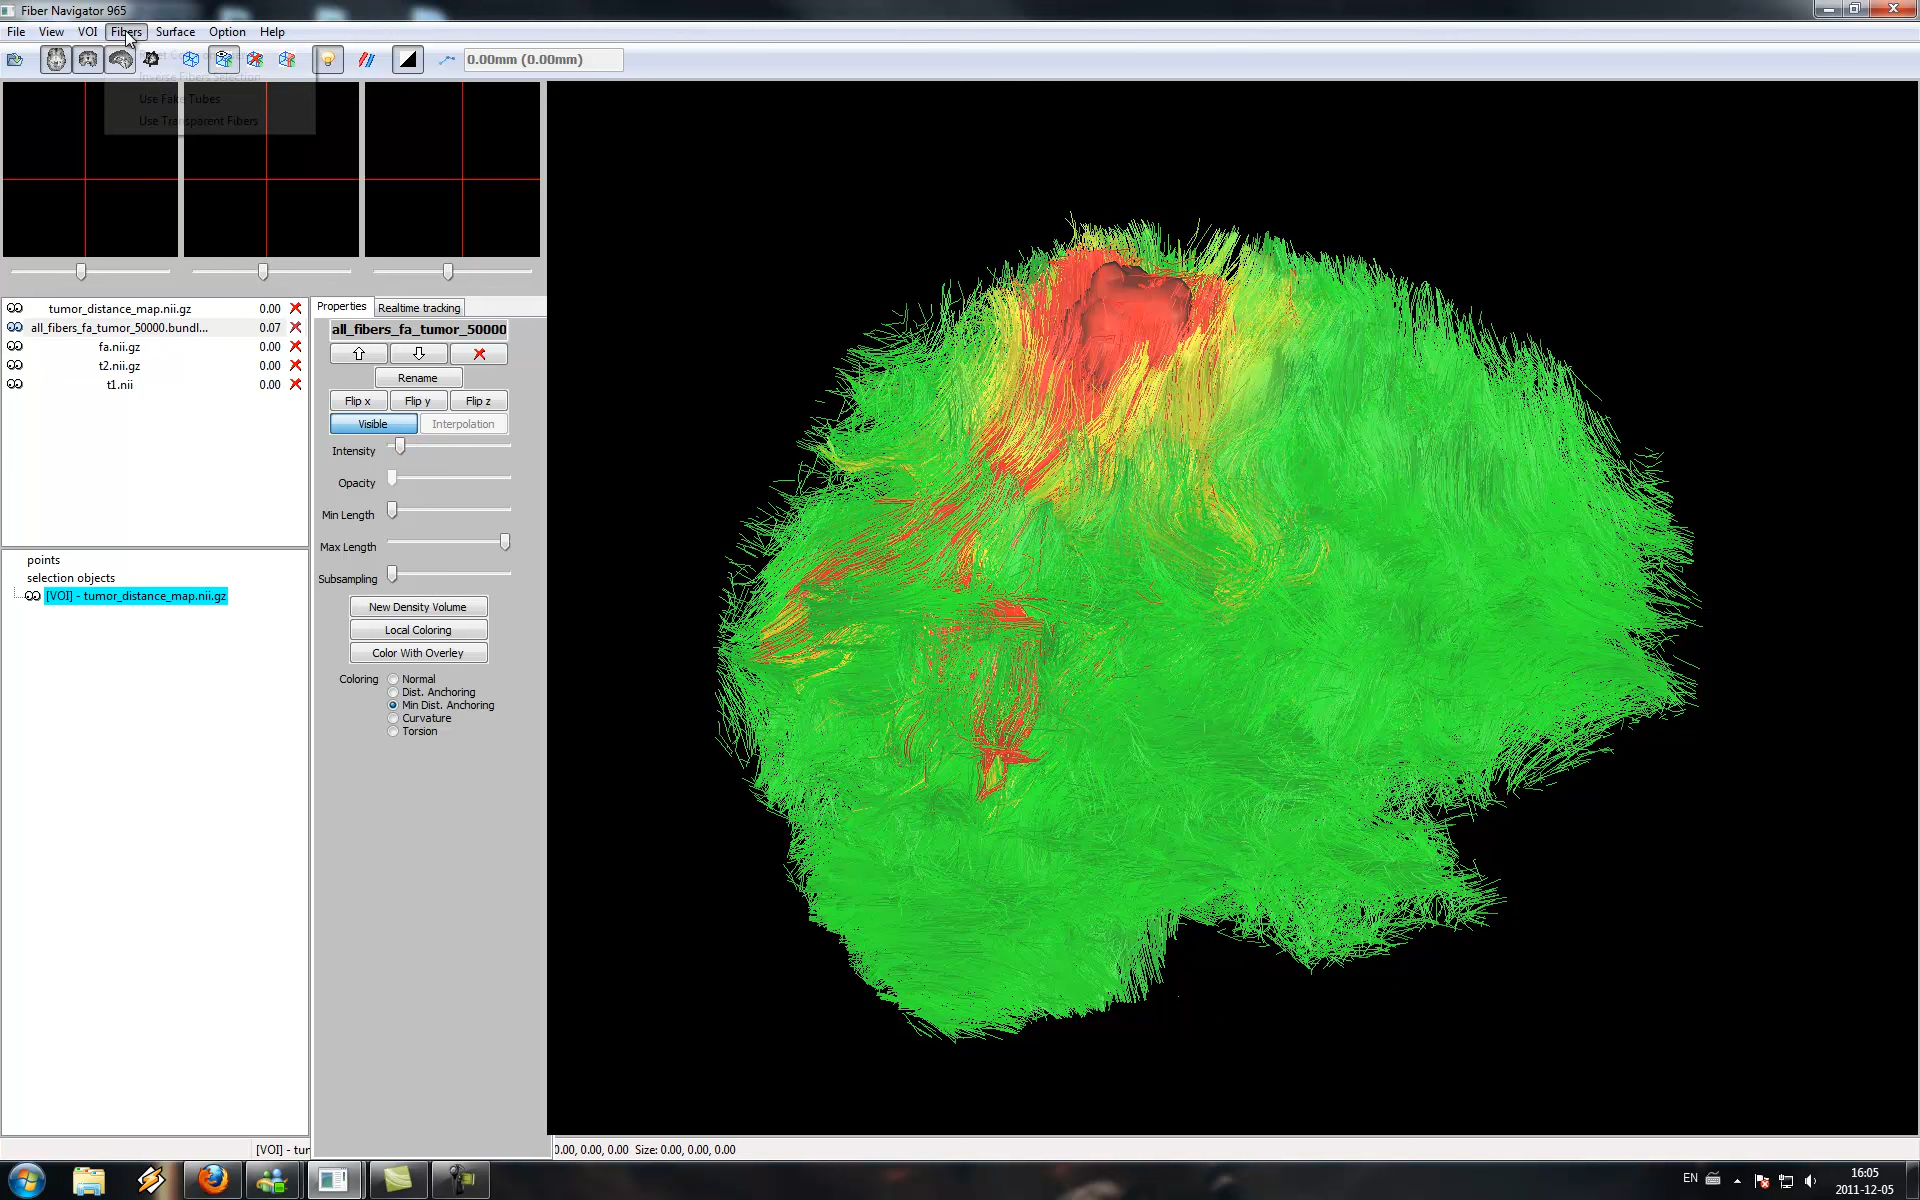 Fiber Navigator 965
File View VOI Fibers Surface Option Help
0.00mm (0.00mm)
Inverse Fibers Selection
Use Fake Tubes
Use Transparent Fibers
tumor_distance_map.nii.gz 0.00
all_fibers_fa_tumor_50000.bundl... 0.07
fa.nii.gz 0.00
t2.nii.gz 0.00
t1.nii 0.00
points
selection objects
[VOI] - tumor_distance_map.nii.gz
Properties Realtime tracking
all_fibers_fa_tumor_50000
Rename
Flip x Flip y Flip z
Visible Interpolation
Intensity
Opacity
Min Length
Max Length
Subsampling
New Density Volume
Local Coloring
Color With Overley
Coloring Normal
Dist. Anchoring
Min Dist. Anchoring
Curvature
Torsion
[VOI] - tur 0.00, 0.00, 0.00 Size: 0.00, 0.00, 0.00
EN 16:05
2011-12-05